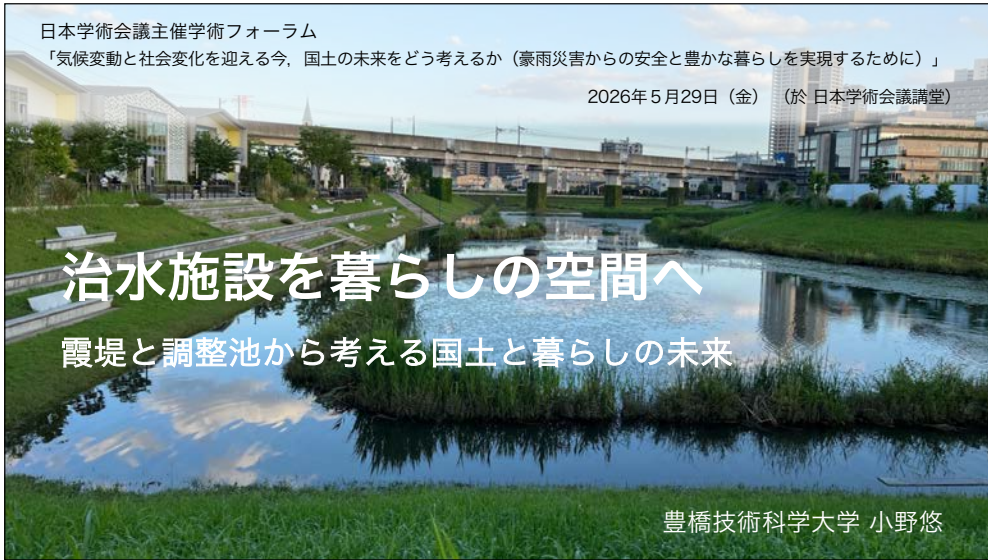 日本学術会議主催学術フォーラム
「気候変動と社会変化を迎える今，国土の未来をどう考えるか（豪雨災害からの安全と豊かな暮らしを実現するために）」
2026年５月29日（金）　（於 日本学術会議講堂）
治水施設を暮らしの空間へ
霞堤と調整池から考える国土と暮らしの未来
豊橋技術科学大学 小野悠